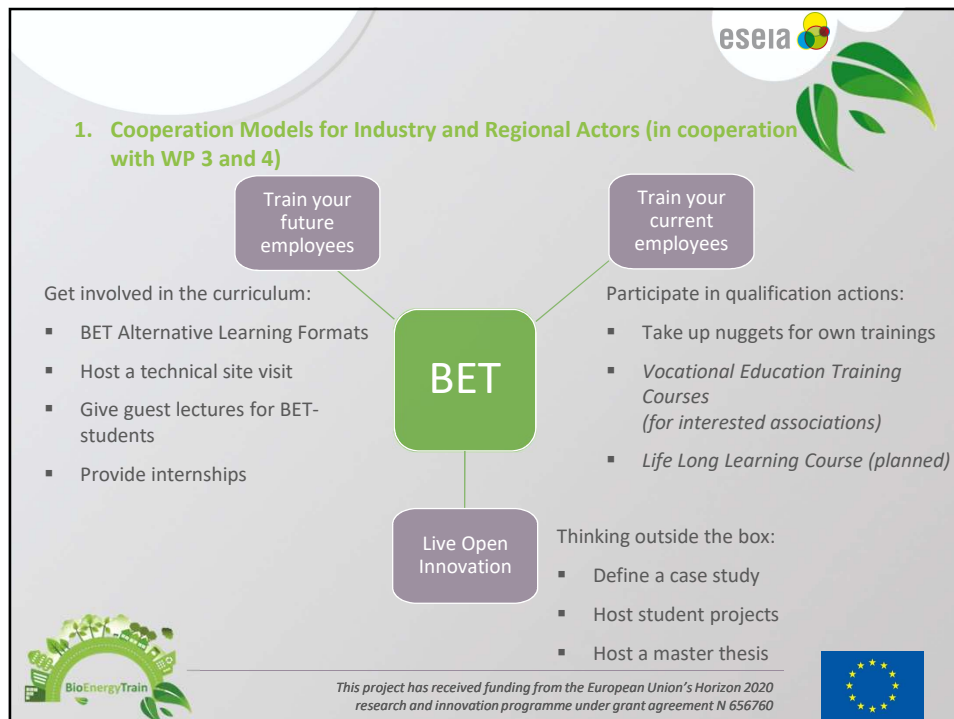 eseia
1. Cooperation Models for Industry and Regional Actors (in cooperation
with WP 3 and 4)
Train your
future
employees
Train your
current
employees
Get involved in the curriculum:
▪ BET Alternative Learning Formats
▪ Host a technical site visit
▪ Give guest lectures for BET-
students
▪ Provide internships
BET
Participate in qualification actions:
▪ Take up nuggets for own trainings
▪ Vocational Education Training
Courses
(for interested associations)
▪ Life Long Learning Course (planned)
Live Open
Innovation
Thinking outside the box:
▪ Define a case study
▪ Host student projects
▪ Host a master thesis
BioEnergyTrain
This project has received funding from the European Union's Horizon 2020
research and innovation programme under grant agreement N 656760